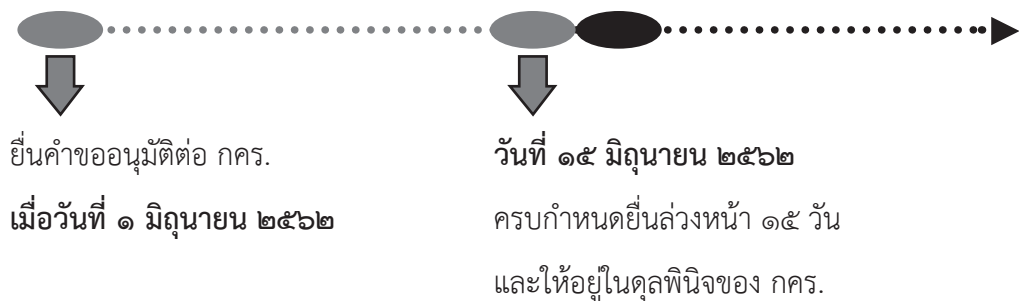 ยื่นคำขออนุมัติต่อ กคร.
เมื่อวันที่ ๑ มิถุนายน ๒๕๖๒
วันที่ ๑๕ มิถุนายน ๒๕๖๒
ครบกำหนดยื่นล่วงหน้า ๑๕ วัน
และให้อยู่ในดุลพินิจของ กคร.